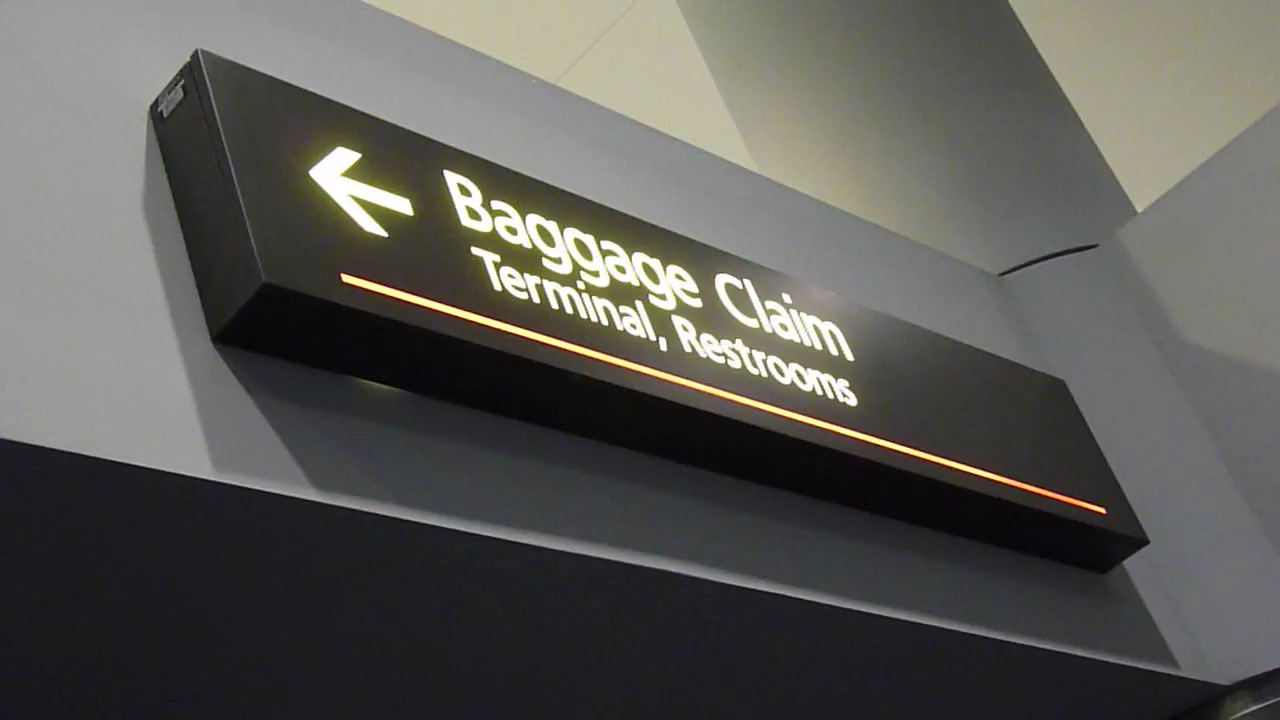 ← Baggage Claim
Terminal, Restrooms